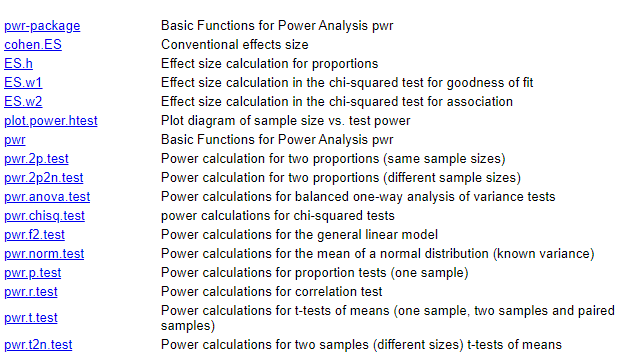 pwr-package Basic Functions for Power Analysis pwr
cohen.ES Conventional effects size
ES.h Effect size calculation for proportions
ES.w1 Effect size calculation in the chi-squared test for goodness of fit
ES.w2 Effect size calculation in the chi-squared test for association
plot.power.htest Plot diagram of sample size vs. test power
pwr Basic Functions for Power Analysis pwr
pwr.2p.test Power calculation for two proportions (same sample sizes)
pwr.2p2n.test Power calculation for two proportions (different sample sizes)
pwr.anova.test Power calculations for balanced one-way analysis of variance tests
pwr.chisq.test power calculations for chi-squared tests
pwr.f2.test Power calculations for the general linear model
pwr.norm.test Power calculations for the mean of a normal distribution (known variance)
pwr.p.test Power calculations for proportion tests (one sample)
pwr.r.test Power calculations for correlation test
pwr.t.test Power calculations for t-tests of means (one sample, two samples and paired
samples)
pwr.t2n.test Power calculations for two samples (different sizes) t-tests of means